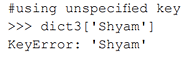 #using unspecified key
>>> dict3['Shyam']
KeyError: 'Shyam'